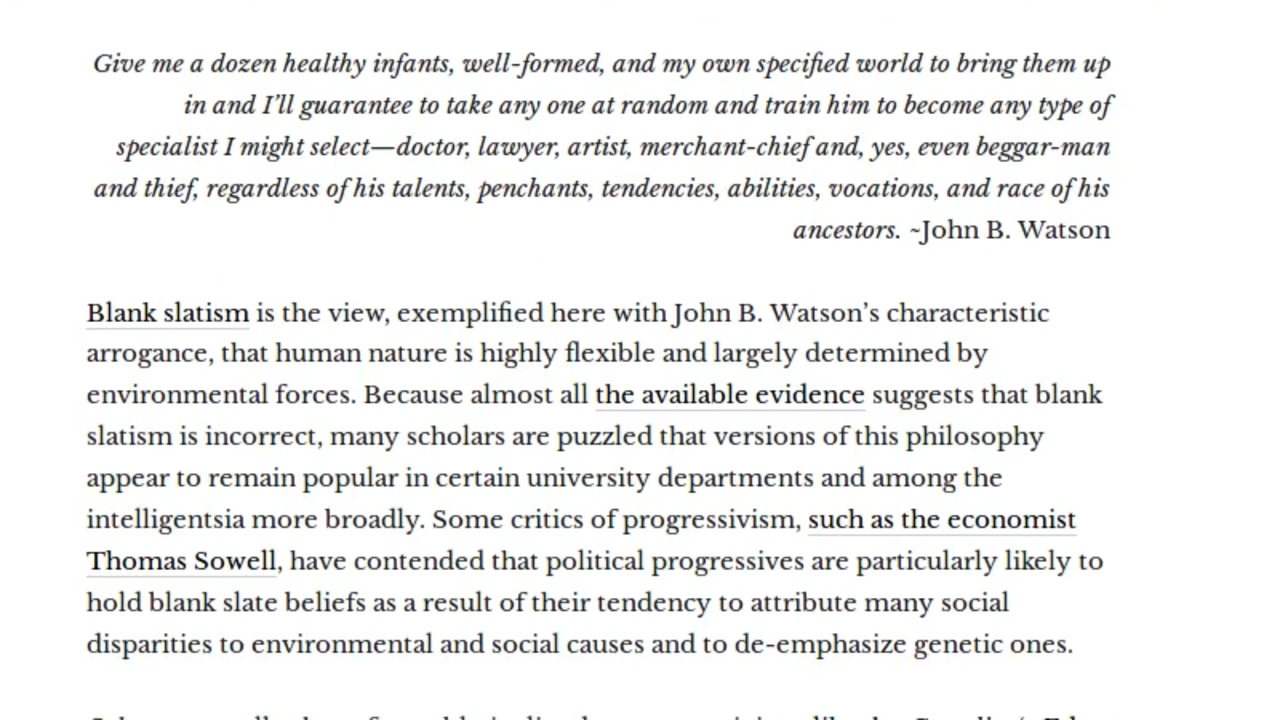 Give me a dozen healthy infants, well-formed, and my own specified world to bring them up
in and I’ll guarantee to take any one at random and train him to become any type of
specialist I might select—doctor, lawyer, artist, merchant-chief and, yes, even beggar-man
and thief, regardless of his talents, penchants, tendencies, abilities, vocations, and race of his
ancestors. ~John B. Watson
Blank slatism is the view, exemplified here with John B. Watson’s characteristic
arrogance, that human nature is highly flexible and largely determined by
environmental forces. Because almost all the available evidence suggests that blank
slatism is incorrect, many scholars are puzzled that versions of this philosophy
appear to remain popular in certain university departments and among the
intelligentsia more broadly. Some critics of progressivism, such as the economist
Thomas Sowell, have contended that political progressives are particularly likely to
hold blank slate beliefs as a result of their tendency to attribute many social
disparities to environmental and social causes and to de-emphasize genetic ones.